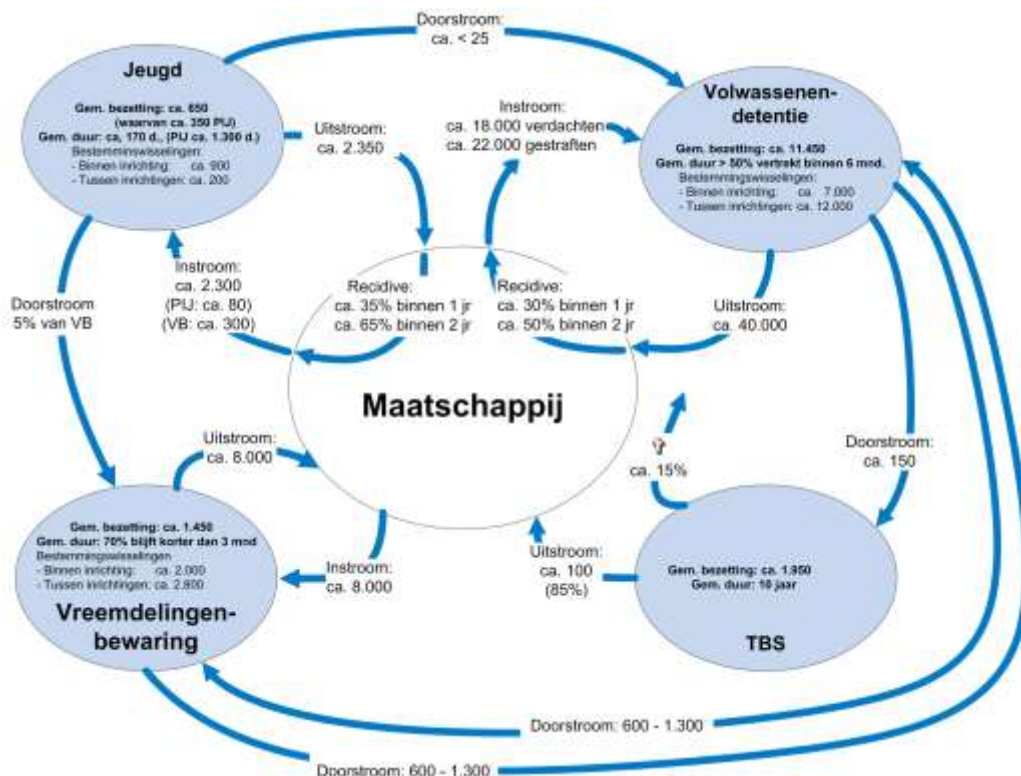 Doorstroom:
ca. < 25
Jeugd
Gem. bezetting: ca. 650
(waarvan ca. 350 PIJ)
Gem. duur: ca, 170 d., (PIJ ca. 1.300 d.)
Bestemminswisselingen:
- Binnen inrichting: ca. 900
- Tussen inrichtingen: ca. 200
Uitstroom:
ca. 2.350
Instroom:
ca. 18.000 verdachten
ca. 22.000 gestraften
Volwassenen-
detentie
Gem. bezetting: ca. 11.450
Gem. duur > 50% vertrekt binnen 6 mnd.
Bestemmingswisselingen:
- Binnen inrichting: ca. 7.000
- Tussen inrichtingen: ca. 12.000
Doorstroom
5% van VB
Instroom:
ca. 2.300
(PIJ: ca. 80)
(VB: ca. 300)
Recidive:
ca. 35% binnen 1 jr
ca. 65% binnen 2 jr
Recidive:
ca. 30% binnen 1 jr
ca. 50% binnen 2 jr
Uitstroom:
ca. 40.000
Maatschappij
Uitstroom:
ca. 8.000
ca. 15%
Doorstroom:
ca. 150
Gem. bezetting: ca. 1.450
Gem. duur: 70% blijft korter dan 3 mnd
Bestemmingswisselingen
- Binnen inrichting: ca. 2.000
- Tussen inrichtingen: ca. 2.800
Vreemdelingen-
bewaring
Instroom:
ca. 8.000
Uitstroom:
ca. 100
(85%)
Gem. bezetting: ca. 1.950
Gem. duur: 10 jaar
TBS
Doorstroom: 600 - 1.300
Doorstroom: 600 - 1.300